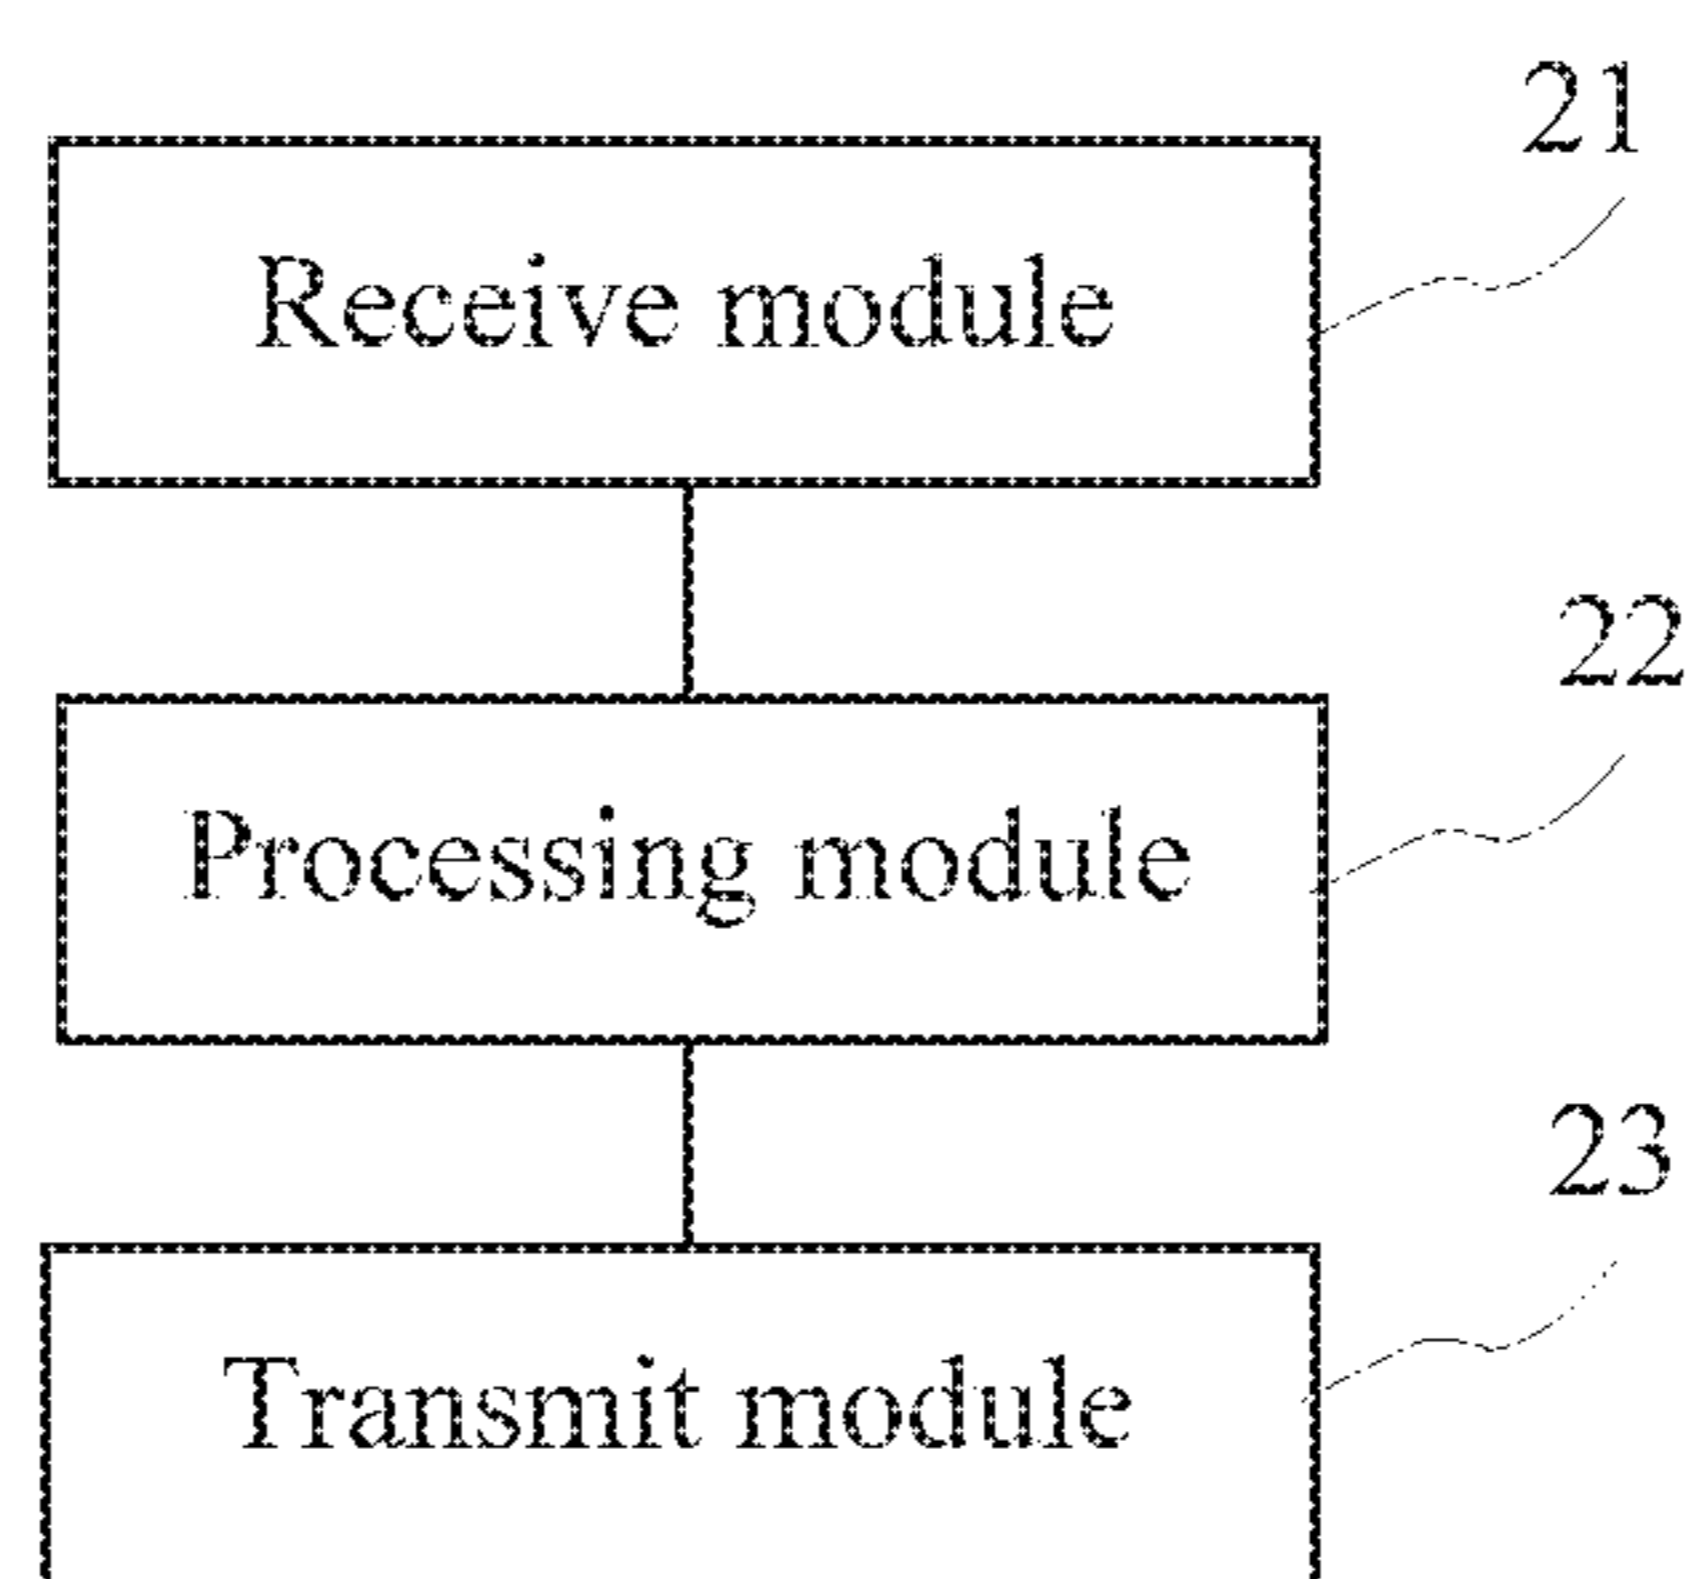 21
Receive module
22
Processing module
23
Transmit module